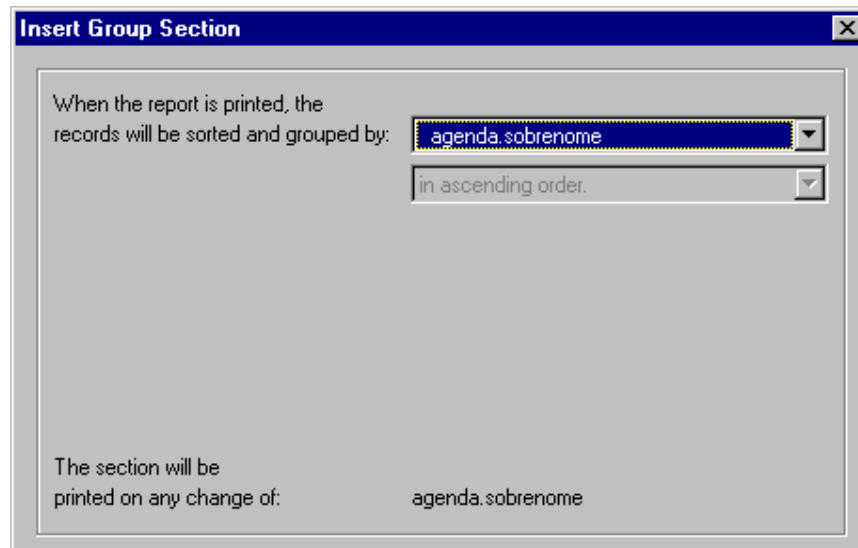 Insert Group Section
When the report is printed, the
records will be sorted and grouped by:
agenda.sobrenome
in ascending order.
The section will be
printed on any change of:
agenda.sobrenome